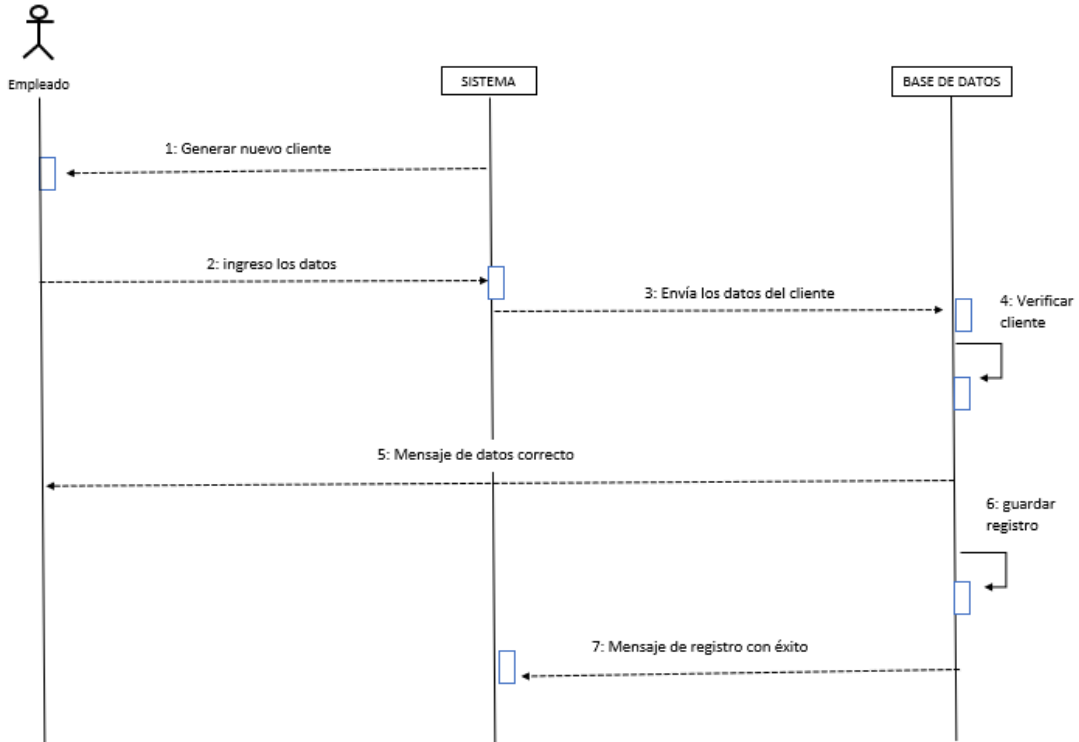 Empleado
SISTEMA
BASE DE DATOS
1: Generar nuevo cliente
2: ingreso los datos
3: Envía los datos del cliente
4: Verificar
cliente
5: Mensaje de datos correcto
6: guardar
registro
7: Mensaje de registro con éxito